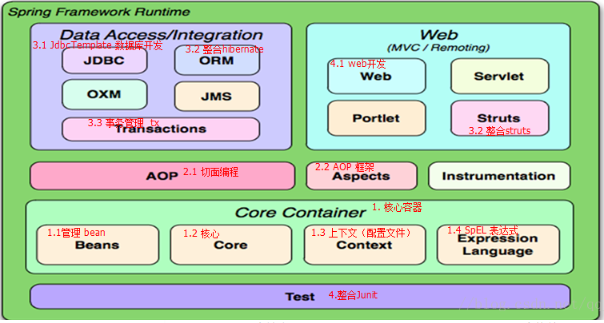 Spring Framework Runtime
Data Access/Integration
3.1 JdbcTemplate 数据库开发
JDBC
3.2 整合hibernate
ORM
OXM
JMS
3.3 事务管理 tx
Transactions
Web
(MVC / Remoting)
4.1 web开发
Web
Servlet
Portlet
Struts
3.2 整合struts
AOP
2.1 切面编程
2.2 AOP 框架
Aspects
Instrumentation
1. 核心容器
Core Container
1.1管理 bean
Beans
1.2 核心
Core
1.3 上下文（配置文件）
Context
1.4 SpEL 表达式
Expression
Language
Test
4.整合Junit